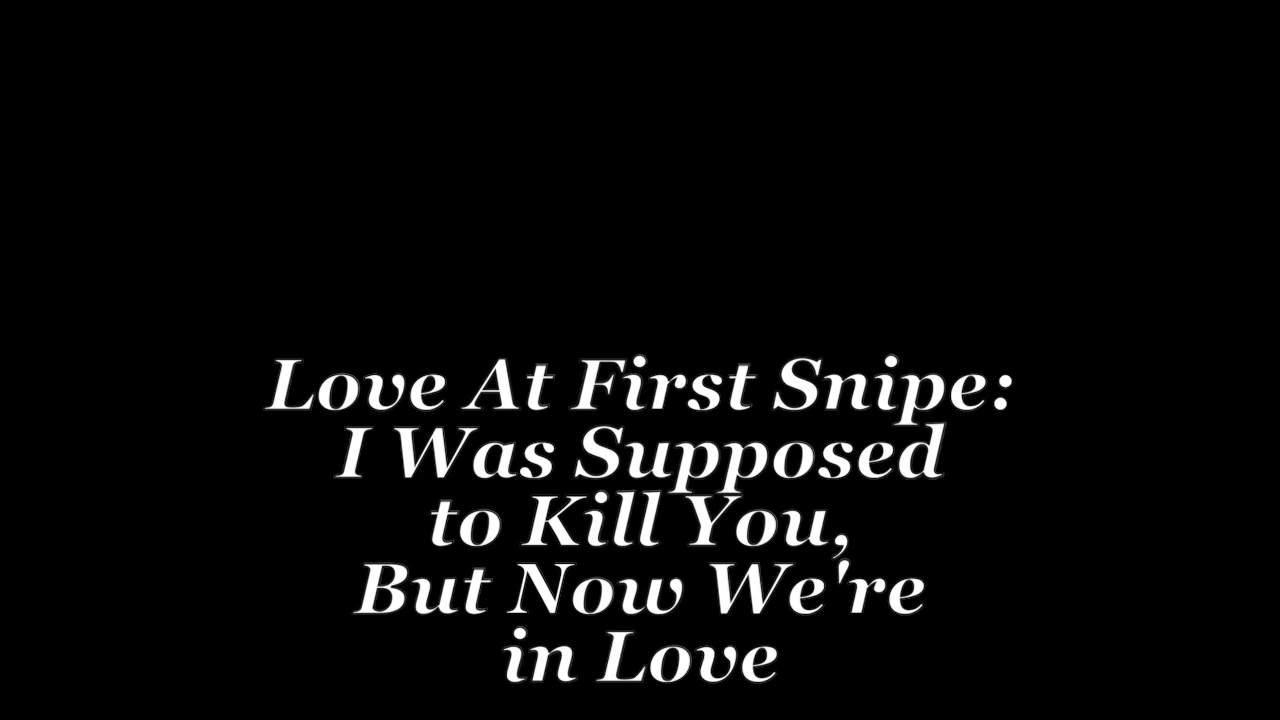 Love At First Snipe:
I Was Supposed
to Kill You,
But Now We're
in Love